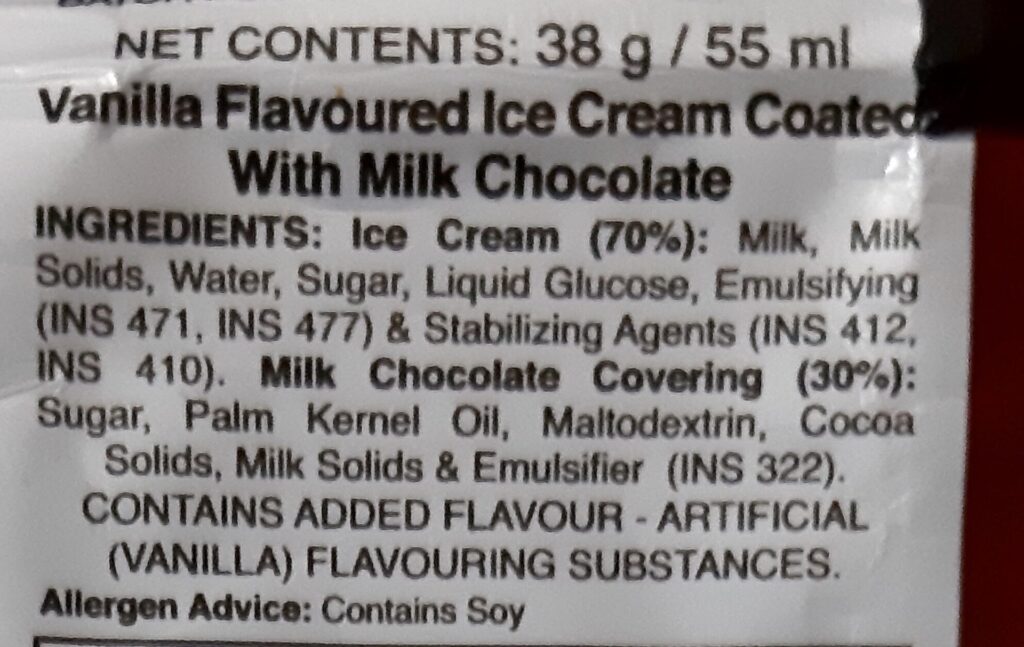 NET CONTENTS: 38 g / 55 ml
Vanilla Flavoured Ice Cream Coated
With Milk Chocolate
INGREDIENTS: Ice Cream (70%): Milk, Milk
Solids, Water, Sugar, Liquid Glucose, Emulsifying
(INS 471, INS 477) & Stabilizing Agents (INS 412,
INS 410). Milk Chocolate Covering (30%):
Sugar, Palm Kernel Oil, Maltodextrin, Cocoa
Solids, Milk Solids & Emulsifier (INS 322).
CONTAINS ADDED FLAVOUR - ARTIFICIAL
(VANILLA) FLAVOURING SUBSTANCES.
Allergen Advice: Contains Soy